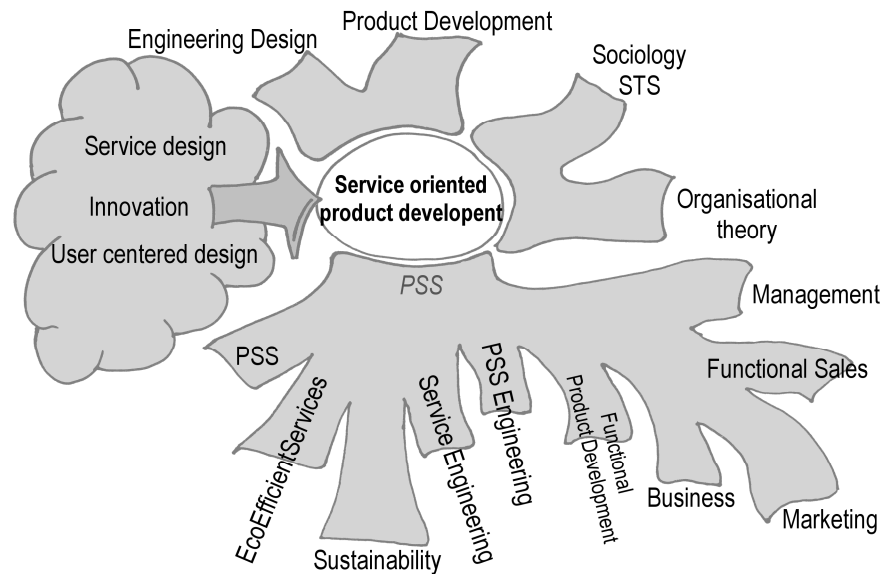 Product Development
Engineering Design
Sociology
STS
Service design
Innovation
User centered design
Service oriented
product developent
Organisational
theory
PSS
Management
PSS
Functional Sales
EcoEfficientServices
Sustainability
Service Engineering
PSS Engineering
Functional
Product Development
Business
Marketing